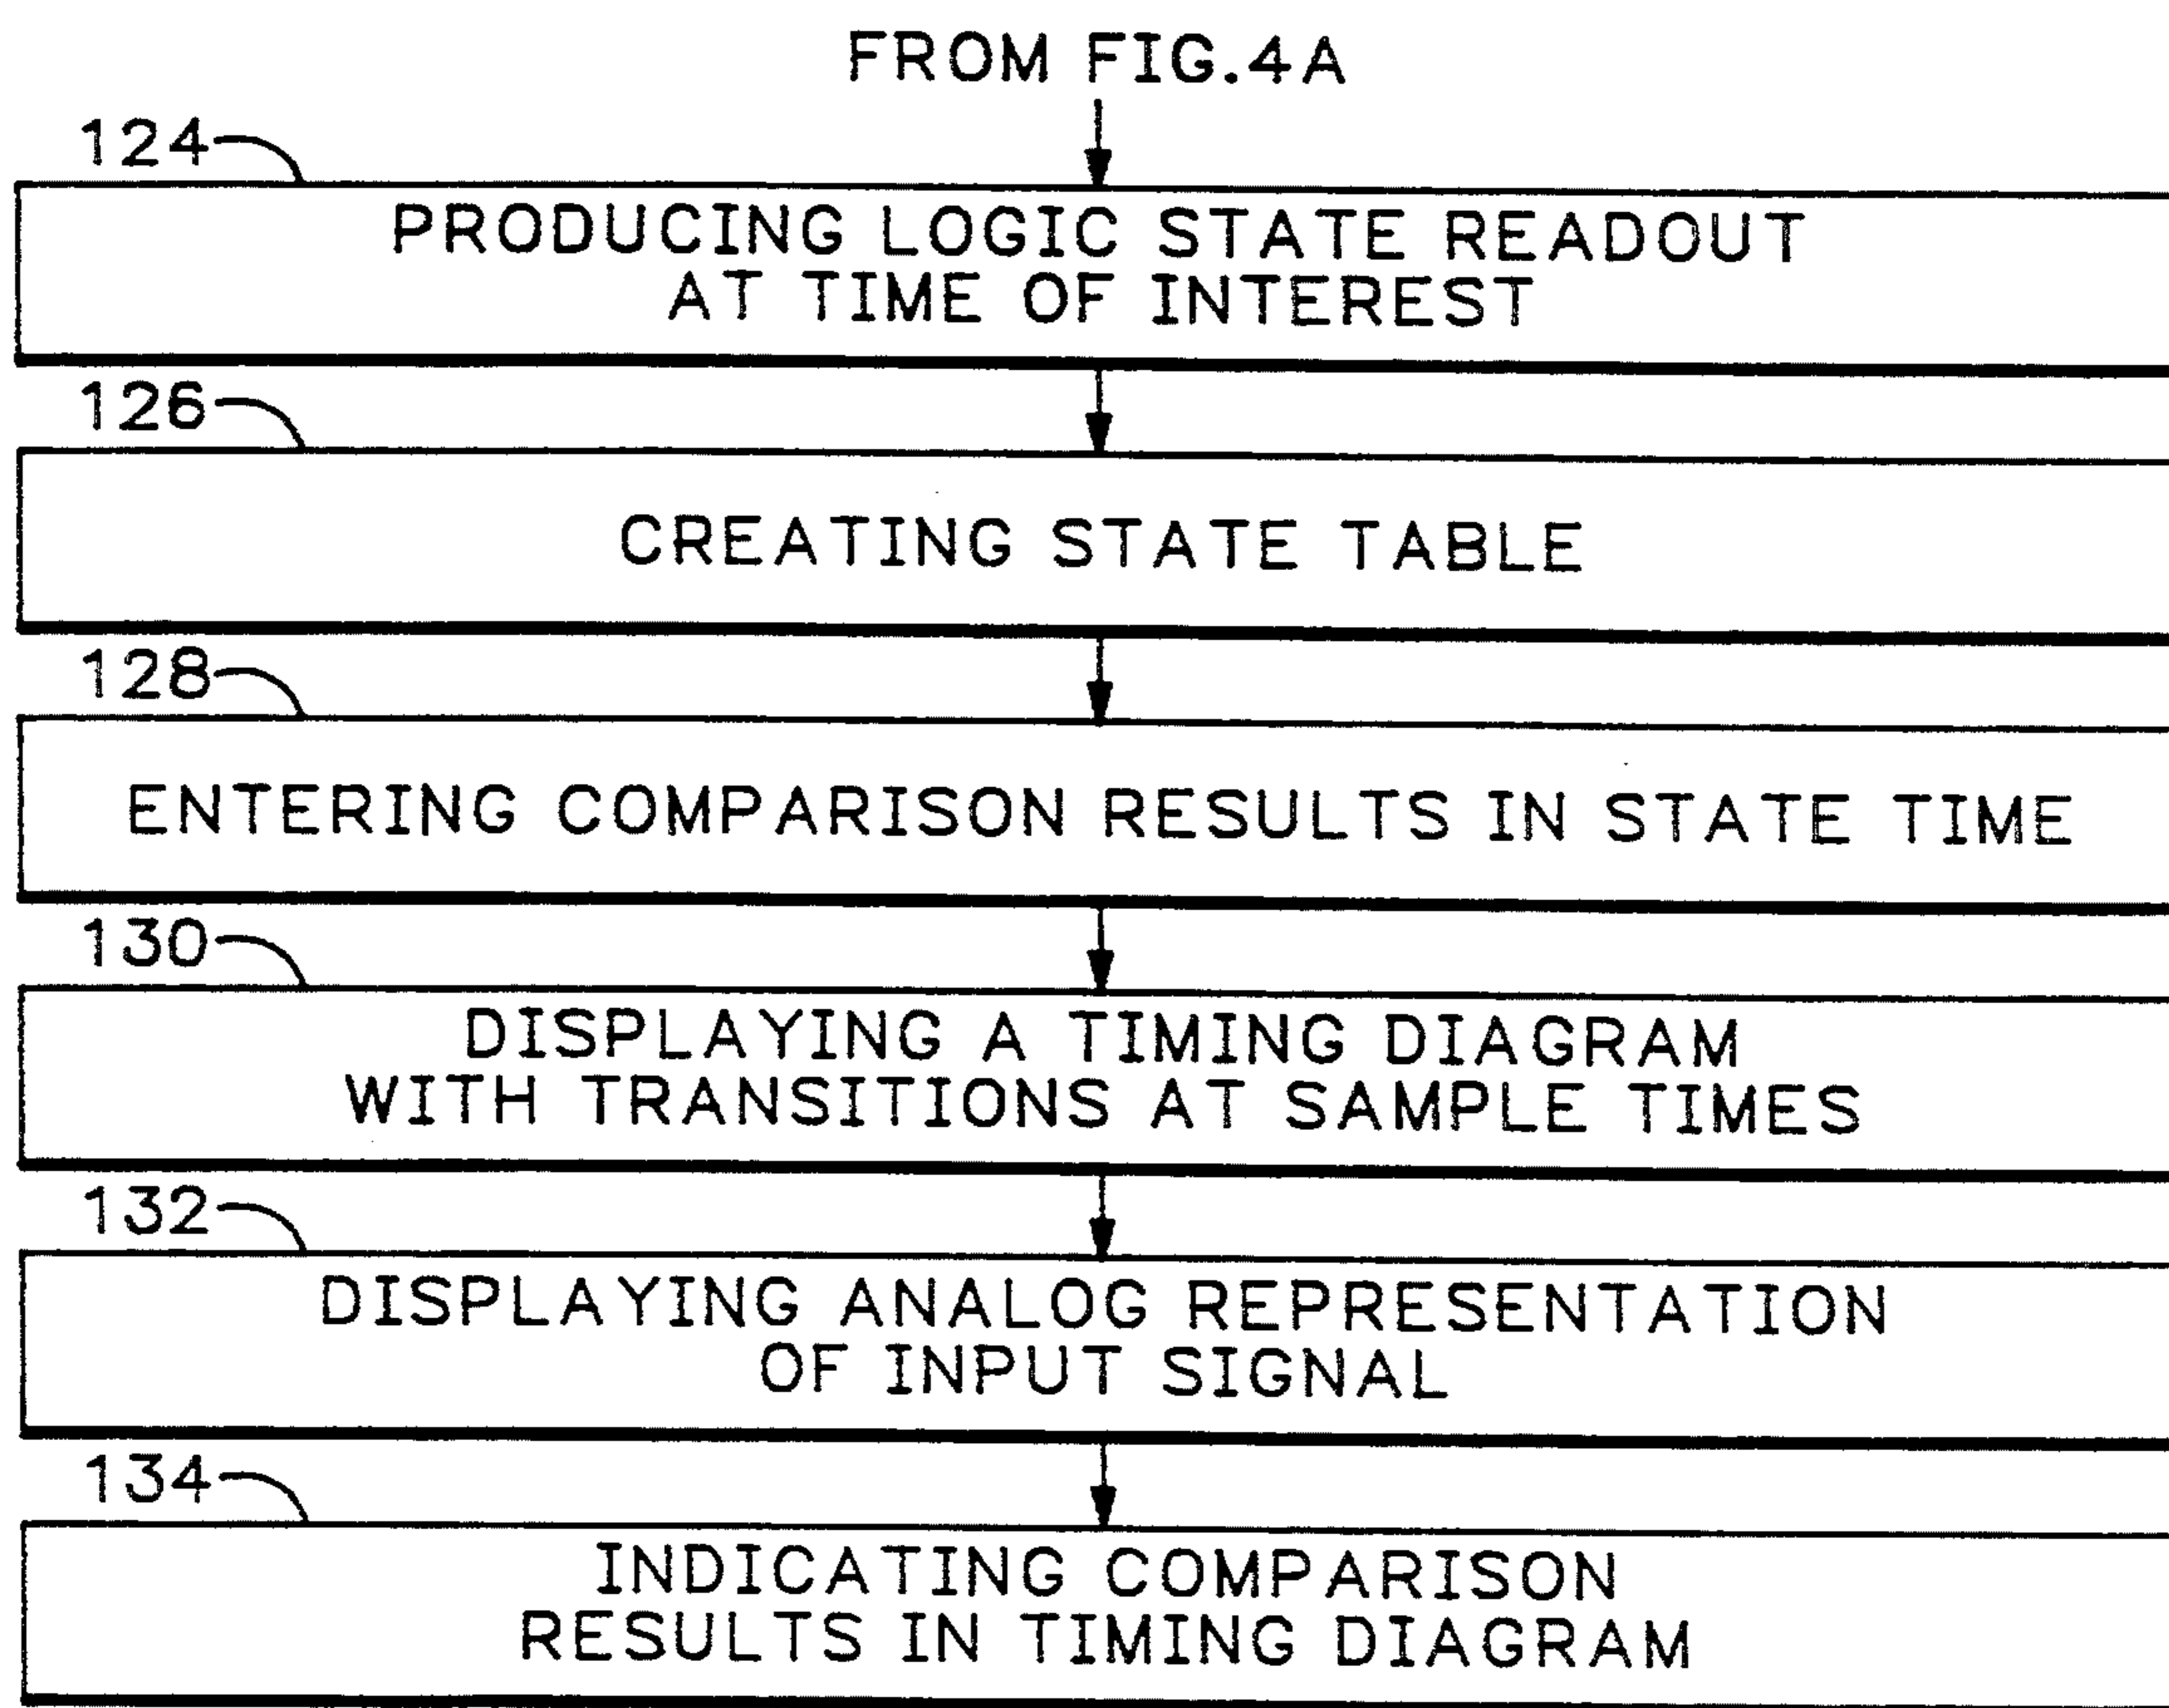 FROM FIG.4A
124
PRODUCING LOGIC STATE READOUT
AT TIME OF INTEREST
126
CREATING STATE TABLE
128
ENTERING COMPARISON RESULTS IN STATE TIME
130
DISPLAYING A TIMING DIAGRAM
WITH TRANSITIONS AT SAMPLE TIMES
132
DISPLAYING ANALOG REPRESENTATION
OF INPUT SIGNAL
134
INDICATING COMPARISON
RESULTS IN TIMING DIAGRAM